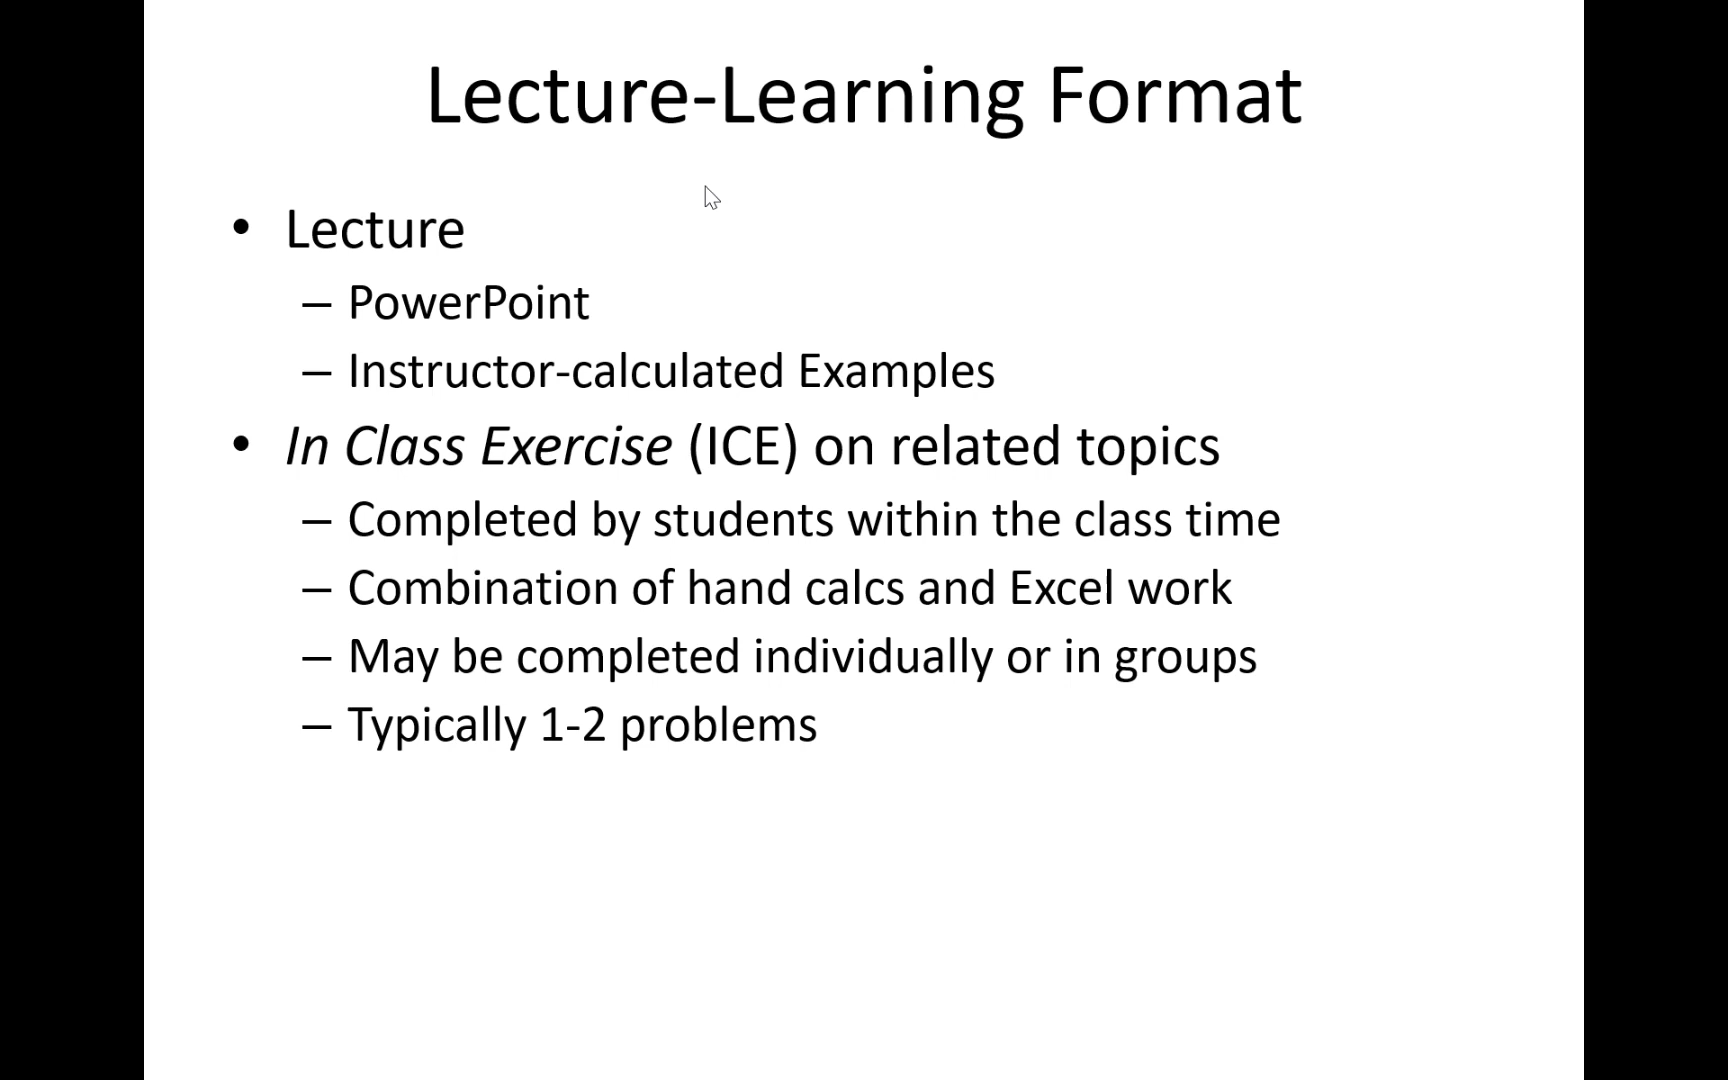 Lecture-Learning Format
• Lecture
– PowerPoint
– Instructor-calculated Examples
• In Class Exercise (ICE) on related topics
– Completed by students within the class time
– Combination of hand calcs and Excel work
– May be completed individually or in groups
– Typically 1-2 problems